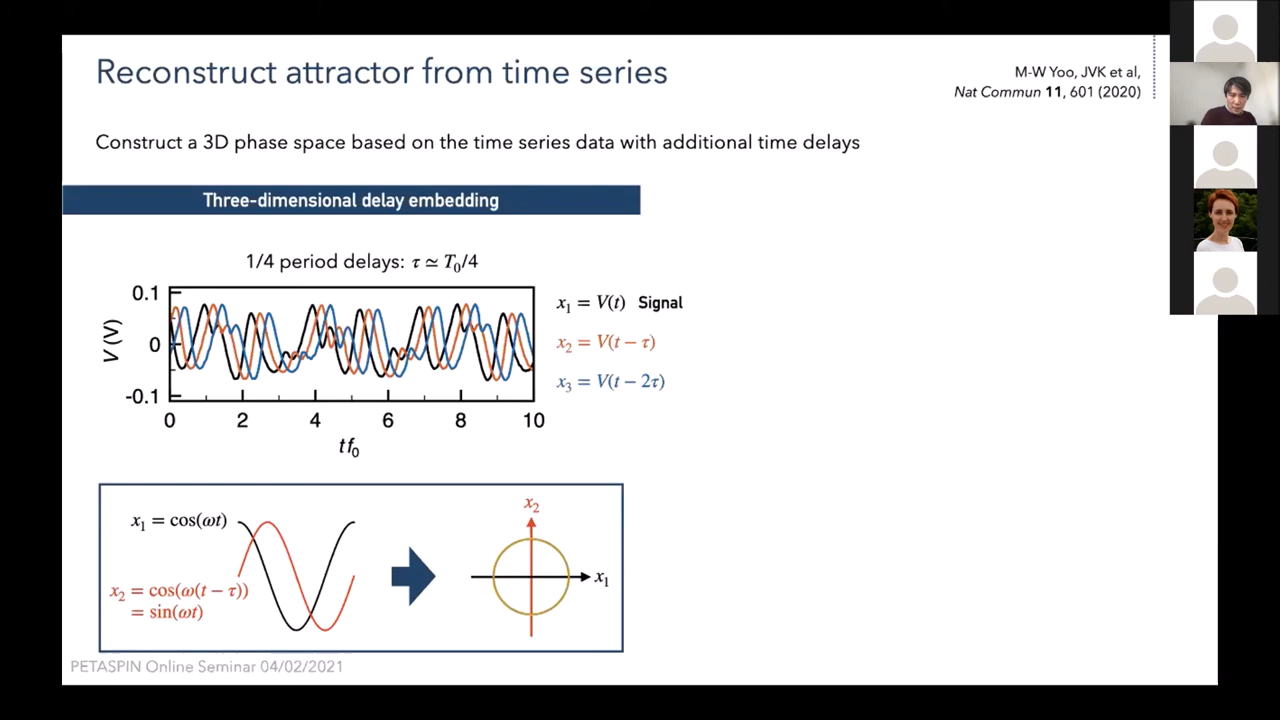 Reconstruct attractor from time series
M-W Yoo, JVK et al,
Nat Commun 11, 601 (2020)
Construct a 3D phase space based on the time series data with additional time delays
Three-dimensional delay embedding
1/4 period delays: τ ≃ T₀/4
V (V)
0.1
0
-0.1
0 2 4 6 8 10
tf₀
x₁ = V(t) Signal
x₂ = V(t − τ)
x₃ = V(t − 2τ)
x₁ = cos(ωt)
x₂ = cos(ω(t − τ))
= sin(ωt)
x₂
x₁
PETASPIN Online Seminar 04/02/2021